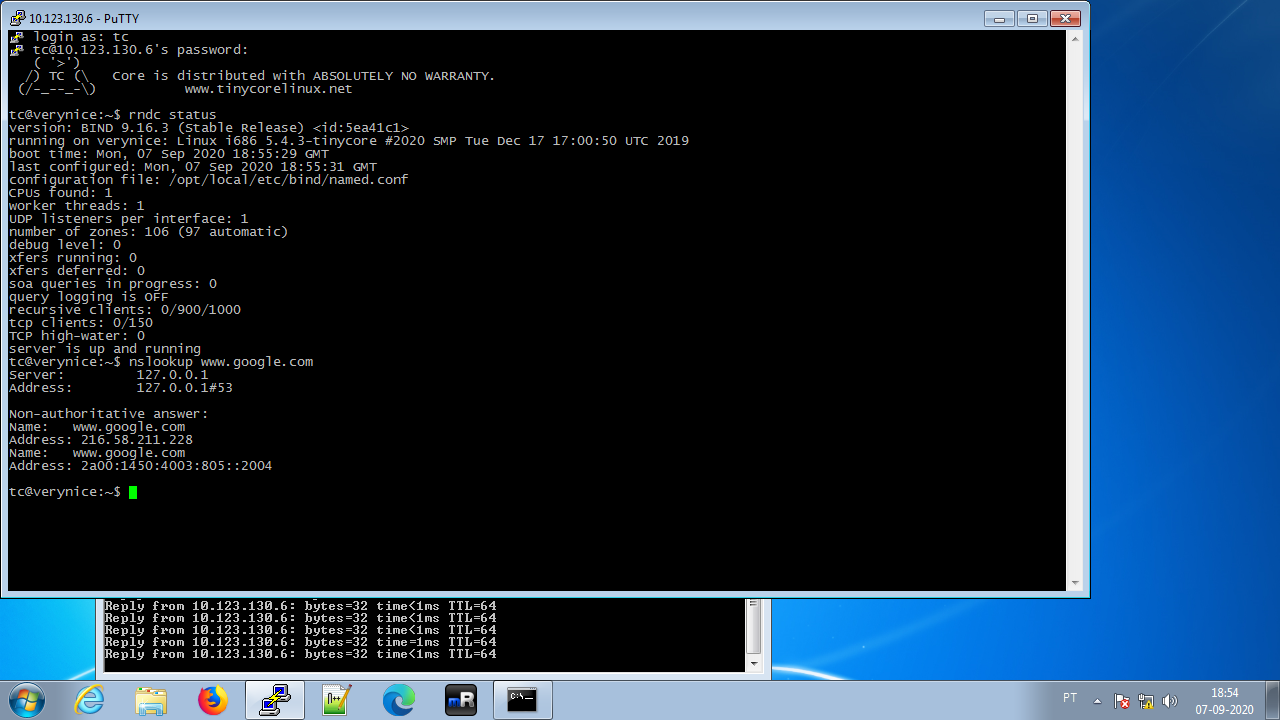 10.123.130.6 - PuTTY
login as: tc
tc@10.123.130.6's password:
( '>')
/) TC (\   Core is distributed with ABSOLUTELY NO WARRANTY.
(/-_--_-\)           www.tinycorelinux.net
tc@verynice:~$ rndc status
version: BIND 9.16.3 (Stable Release) <id:5ea41c1>
running on verynice: Linux i686 5.4.3-tinycore #2020 SMP Tue Dec 17 17:00:50 UTC 2019
boot time: Mon, 07 Sep 2020 18:55:29 GMT
last configured: Mon, 07 Sep 2020 18:55:31 GMT
configuration file: /opt/local/etc/bind/named.conf
CPUs found: 1
worker threads: 1
UDP listeners per interface: 1
number of zones: 106 (97 automatic)
debug level: 0
xfers running: 0
xfers deferred: 0
soa queries in progress: 0
query logging is OFF
recursive clients: 0/900/1000
tcp clients: 0/150
TCP high-water: 0
server is up and running
tc@verynice:~$ nslookup www.google.com
Server:         127.0.0.1
Address:        127.0.0.1#53
Non-authoritative answer:
Name:   www.google.com
Address: 216.58.211.228
Name:   www.google.com
Address: 2a00:1450:4003:805::2004
tc@verynice:~$
Reply from 10.123.130.6: bytes=32 time<1ms TTL=64
Reply from 10.123.130.6: bytes=32 time<1ms TTL=64
Reply from 10.123.130.6: bytes=32 time<1ms TTL=64
Reply from 10.123.130.6: bytes=32 time=1ms TTL=64
Reply from 10.123.130.6: bytes=32 time<1ms TTL=64
N++
mR
C:\_
PT
18:54
07-09-2020